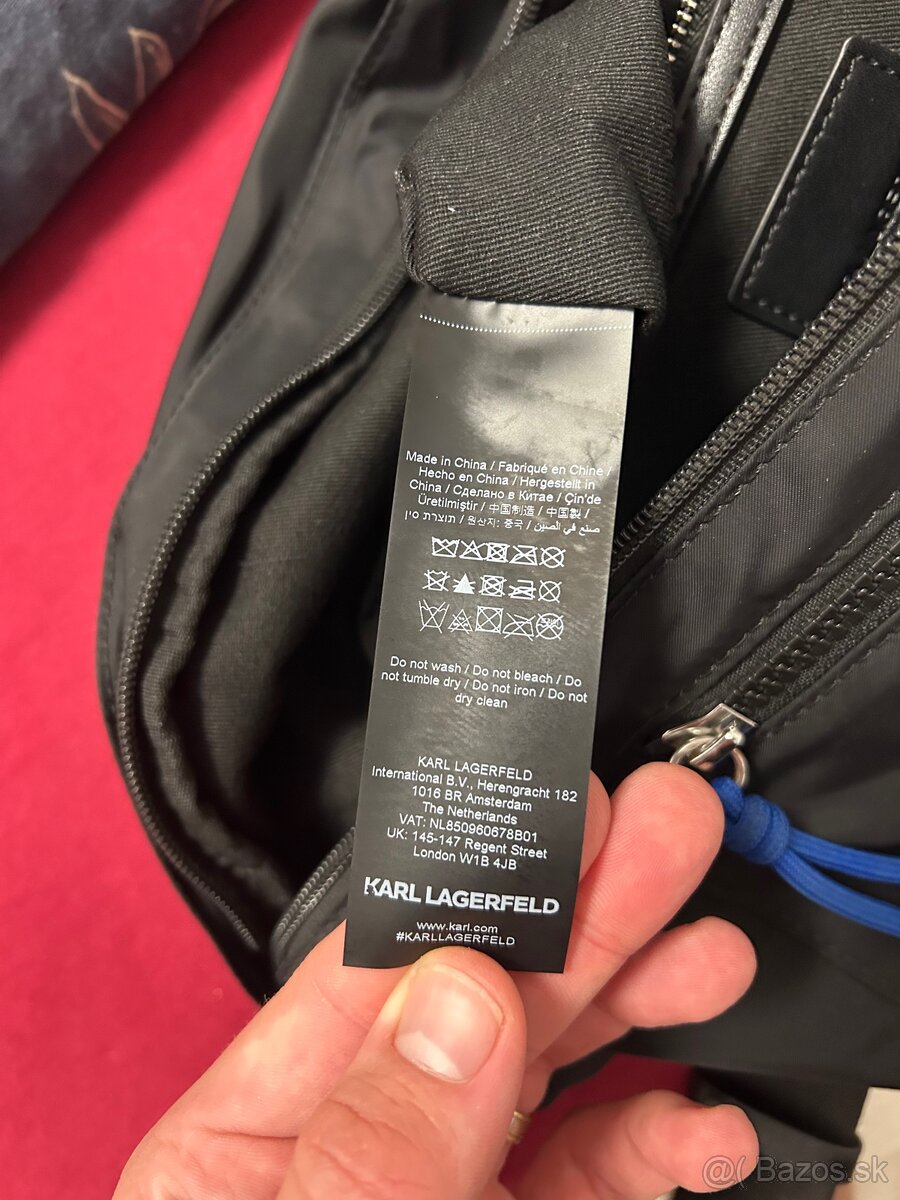 Made in China / Fabriqué en Chine /
Hecho en China / Hergestellt in
China / Сделано в Китае / Çin'de
Üretilmiştir / 中国制造 / 中国製 /
صنع في الصين / 원산지: 중국 / תוצרת סין
Do not wash / Do not bleach / Do
not tumble dry / Do not iron / Do not
dry clean
KARL LAGERFELD
International B.V., Herengracht 182
1016 BR Amsterdam
The Netherlands
VAT: NL850960678B01
UK: 145-147 Regent Street
London W1B 4JB
KARL LAGERFELD
www.karl.com
#KARLLAGERFELD
@( Bazos.sk